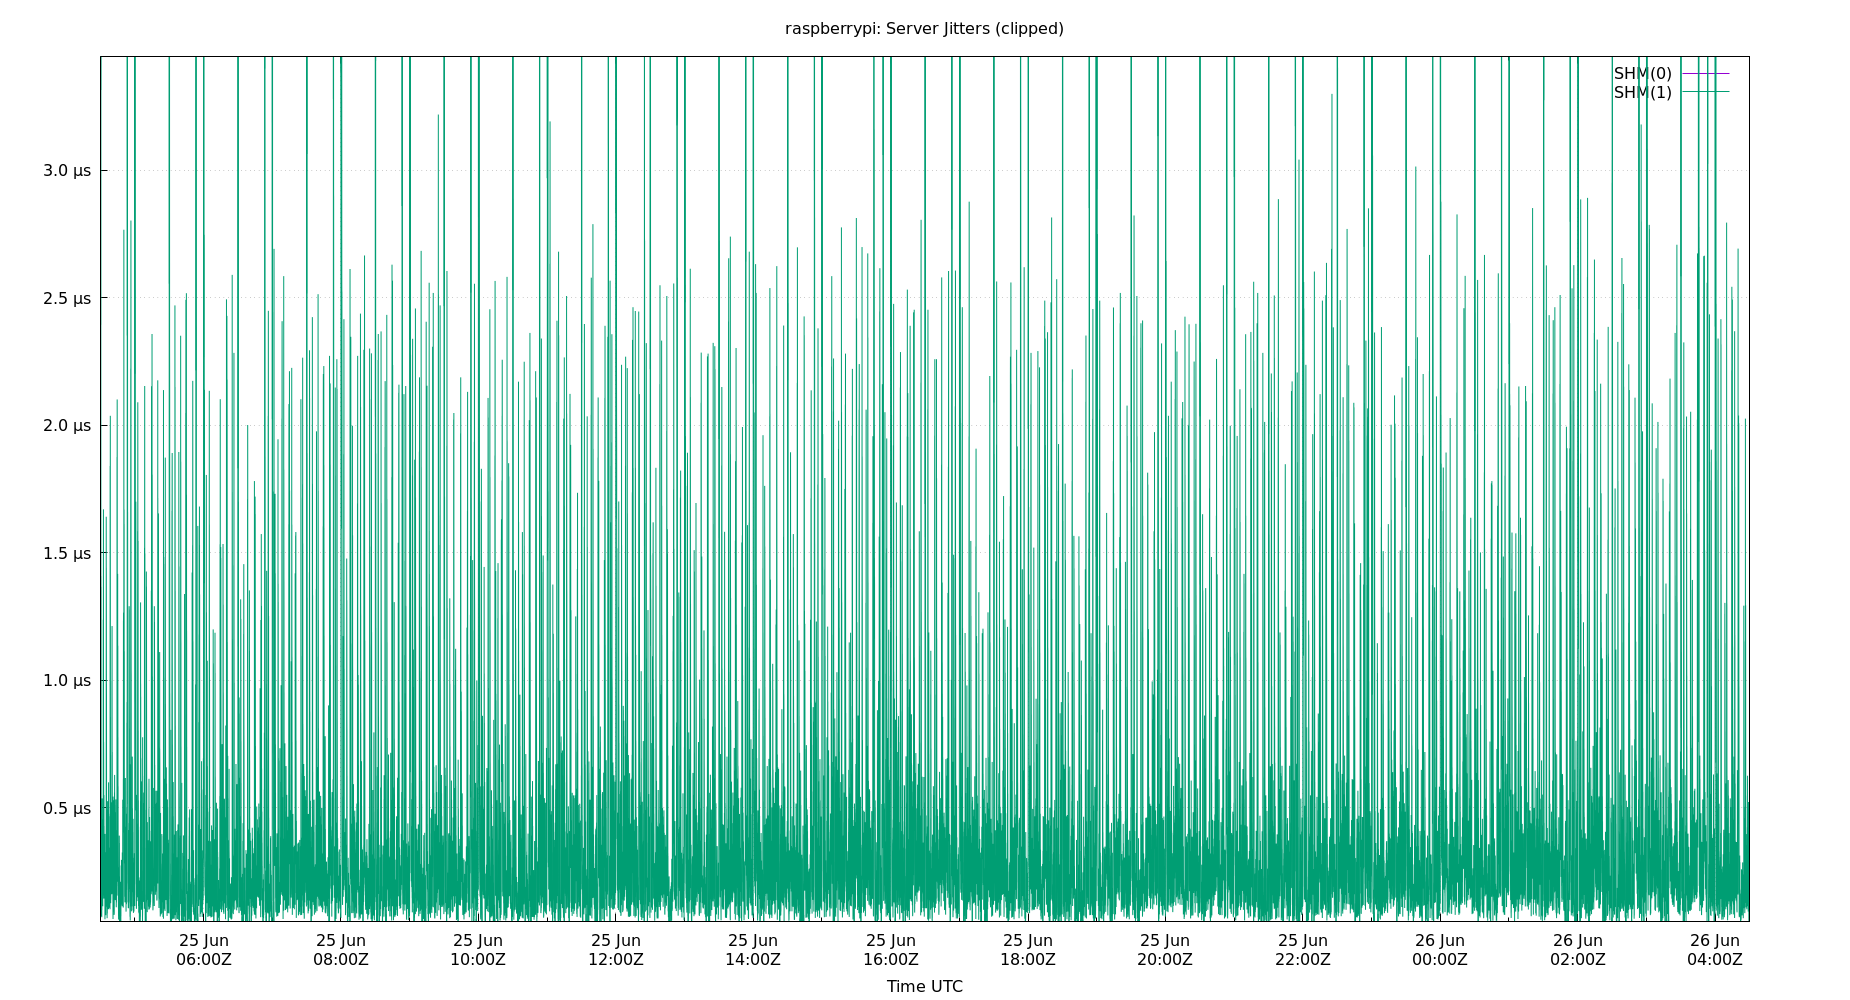 raspberrypi: Server Jitters (clipped)
SHM(0)
SHM(1)
3.0 µs
2.5 µs
2.0 µs
1.5 µs
1.0 µs
0.5 µs
25 Jun 25 Jun 25 Jun 25 Jun 25 Jun 25 Jun 25 Jun 25 Jun 25 Jun 26 Jun 26 Jun 26 Jun
06:00Z 08:00Z 10:00Z 12:00Z 14:00Z 16:00Z 18:00Z 20:00Z 22:00Z 00:00Z 02:00Z 04:00Z
Time UTC